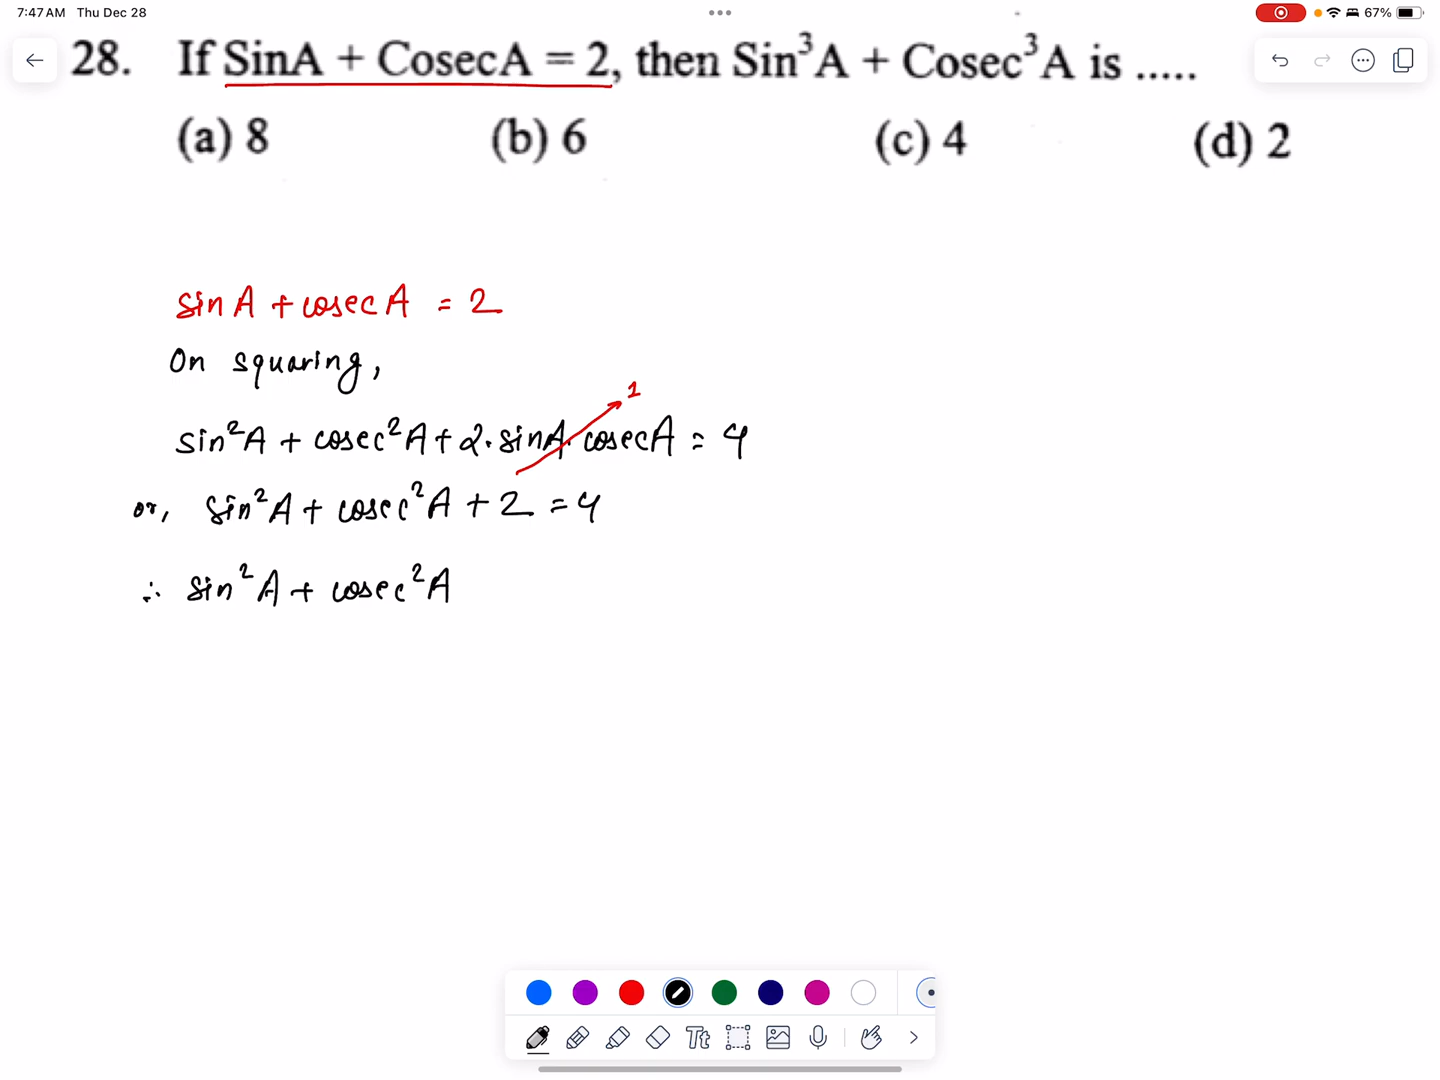 7:47 AM Thu Dec 28
67%
28. If SinA + CosecA = 2, then Sin³A + Cosec³A is .....
(a) 8 (b) 6 (c) 4 (d) 2
sin A + cosec A = 2
On squaring,
1
sin²A + cosec²A + 2. sinA. cosecA = 4
or, sin²A + cosec²A + 2 = 4
∴ sin²A + cosec²A
Tt